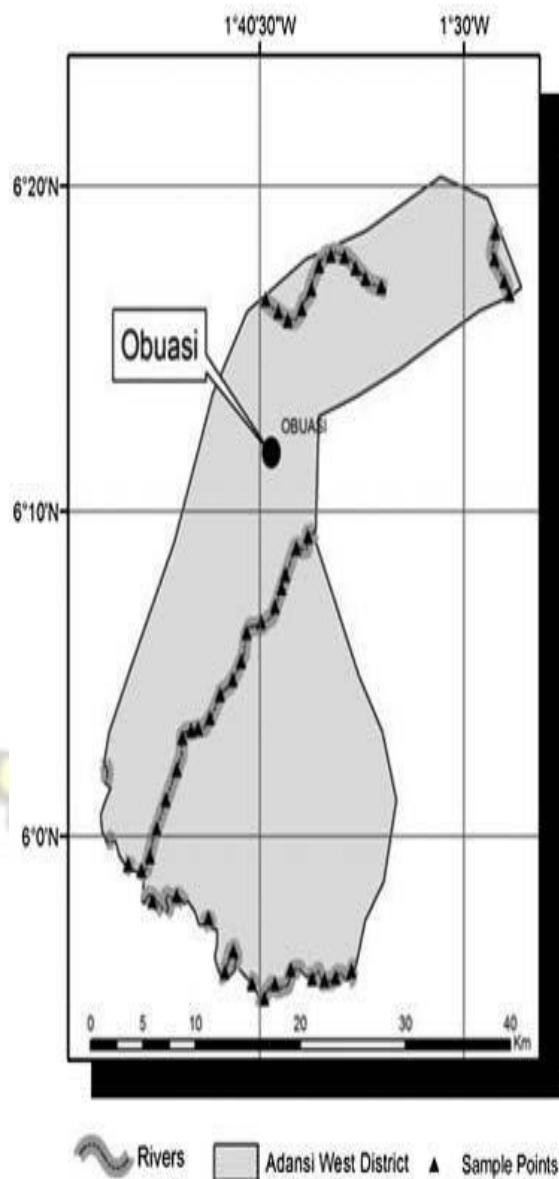 1°40'30"W 1°30"W
6°20'N
Obuasi
OBUASI
6°10'N
6°0'N
0 5 10 20 30 40
Km
Rivers Adansi West District Sample Points